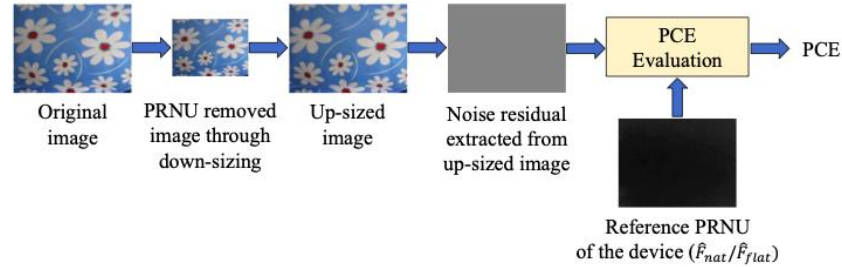 Original
image
PRNU removed
image through
down-sizing
Up-sized
image
Noise residual
extracted from
up-sized image
PCE
Evaluation
PCE
Reference PRNU
of the device (F̂nat/F̂flat)